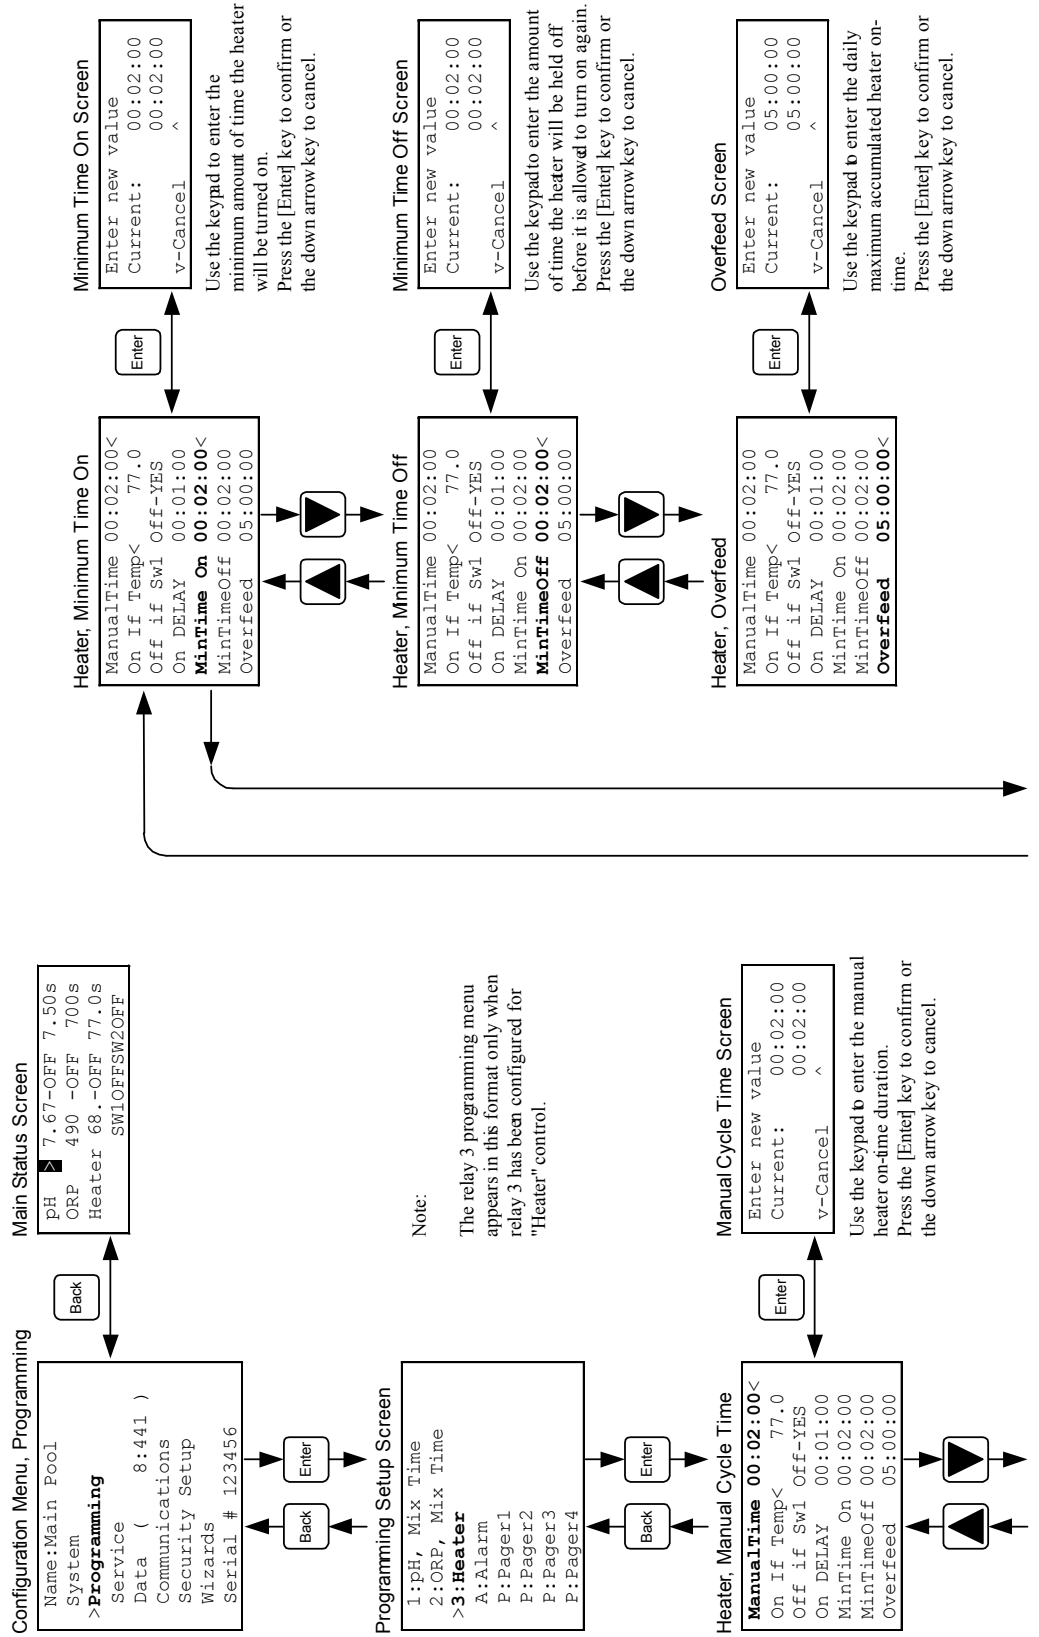 Configuration Menu, Programming
Name:Main Pool
System
>Programming
Service
Data ( 8:441 )
Communications
Security Setup
Wizards
Serial # 123456
Back
Main Status Screen
pH > 7.67-OFF 7.50s
ORP 490 -OFF 700s
Heater 68.-OFF 77.0s
SW1OFFSW2OFF
Back
Enter
Programming Setup Screen
1:pH, Mix Time
2:ORP, Mix Time
>3:Heater
A:Alarm
P:Pager1
P:Pager2
P:Pager3
P:Pager4
Note:
The relay 3 programming menu
appears in this format only when
relay 3 has been configured for
"Heater" control.
Back
Enter
Heater, Manual Cycle Time
ManualTime 00:02:00<
On If Temp< 77.0
Off if Sw1 Off-YES
On DELAY 00:01:00
MinTime On 00:02:00
MinTimeOff 00:02:00
Overfeed 05:00:00
Enter
Manual Cycle Time Screen
Enter new value
Current: 00:02:00
00:02:00
v-Cancel ^
Use the keypad to enter the manual
heater on-time duration.
Press the [Enter] key to confirm or
the down arrow key to cancel.
Heater, Minimum Time On
ManualTime 00:02:00<
On If Temp< 77.0
Off if Sw1 Off-YES
On DELAY 00:01:00
MinTime On 00:02:00<
MinTimeOff 00:02:00
Overfeed 05:00:00
Enter
Minimum Time On Screen
Enter new value
Current: 00:02:00
00:02:00
v-Cancel ^
Use the keypad to enter the
minimum amount of time the heater
will be turned on.
Press the [Enter] key to confirm or
the down arrow key to cancel.
Heater, Minimum Time Off
ManualTime 00:02:00
On If Temp< 77.0
Off if Sw1 Off-YES
On DELAY 00:01:00
MinTime On 00:02:00
MinTimeOff 00:02:00<
Overfeed 05:00:00
Enter
Minimum Time Off Screen
Enter new value
Current: 00:02:00
00:02:00
v-Cancel ^
Use the keypad to enter the amount
of time the heater will be held off
before it is allowed to turn on again.
Press the [Enter] key to confirm or
the down arrow key to cancel.
Heater, Overfeed
ManualTime 00:02:00
On If Temp< 77.0
Off if Sw1 Off-YES
On DELAY 00:01:00
MinTime On 00:02:00
MinTimeOff 00:02:00
Overfeed 05:00:00<
Enter
Overfeed Screen
Enter new value
Current: 05:00:00
05:00:00
v-Cancel ^
Use the keypad to enter the daily
maximum accumulated heater on-
time.
Press the [Enter] key to confirm or
the down arrow key to cancel.